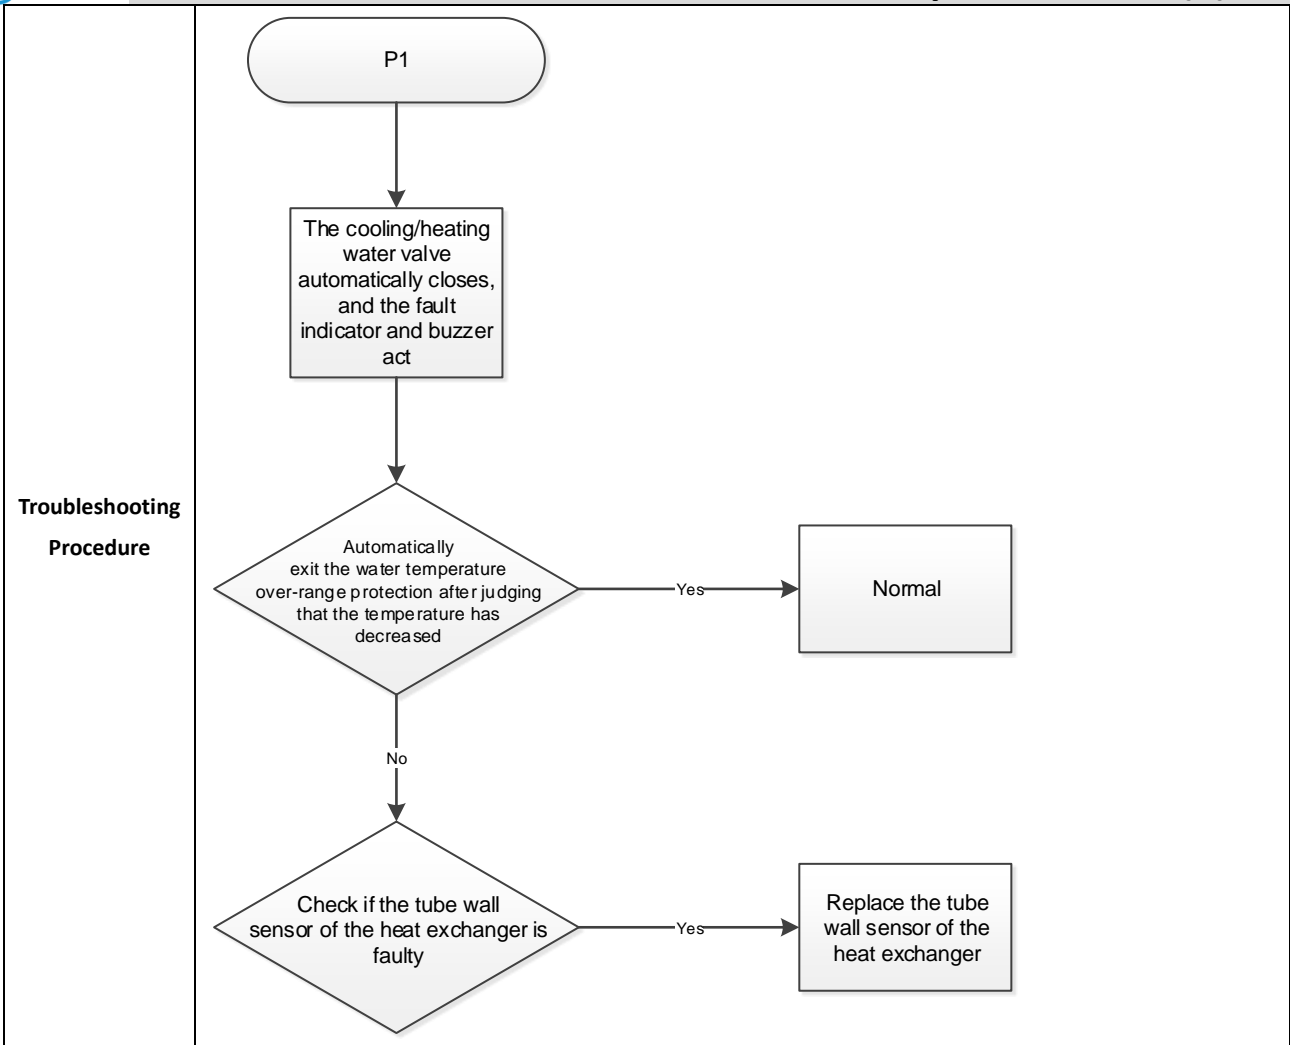 P1
The cooling/heating
water valve
automatically closes,
and the fault
indicator and buzzer
act
Troubleshooting
Procedure
Automatically
exit the water temperature
over-range protection after judging
that the temperature has
decreased
Yes
Normal
No
Check if the tube wall
sensor of the heat exchanger is
faulty
Yes
Replace the tube
wall sensor of the
heat exchanger